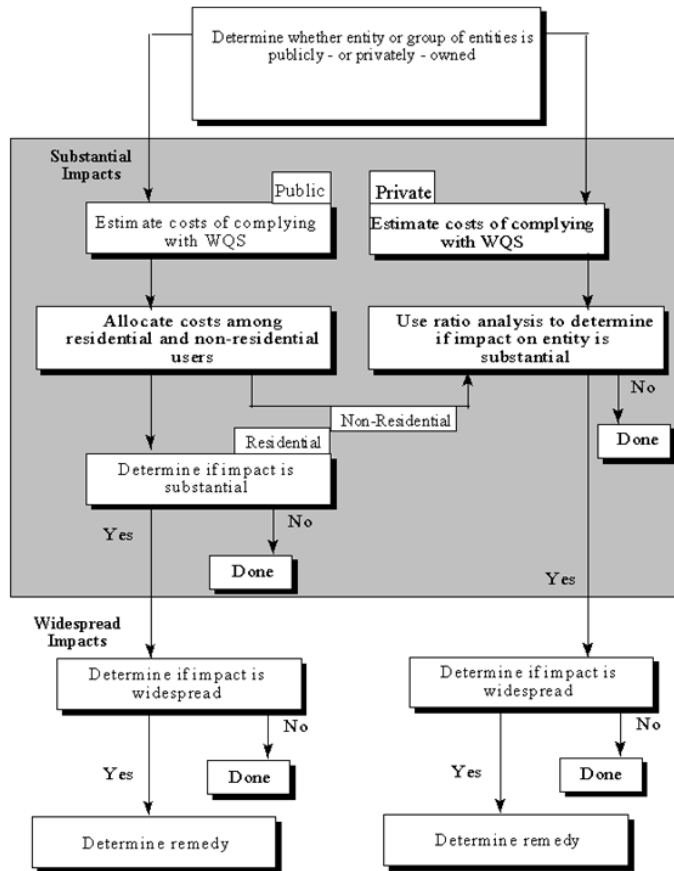 Determine whether entity or group of entities is
publicly - or privately - owned
Substantial
Impacts
Public
Private
Estimate costs of complying
with WQS
Estimate costs of complying
with WQS
Allocate costs among
residential and non-residential
users
Use ratio analysis to determine
if impact on entity is
substantial
No
Non-Residential
Done
Residential
Determine if impact is
substantial
Yes
No
Done
Yes
Widespread
Impacts
Determine if impact is
widespread
Determine if impact is
widespread
No
No
Yes
Done
Yes
Done
Determine remedy
Determine remedy